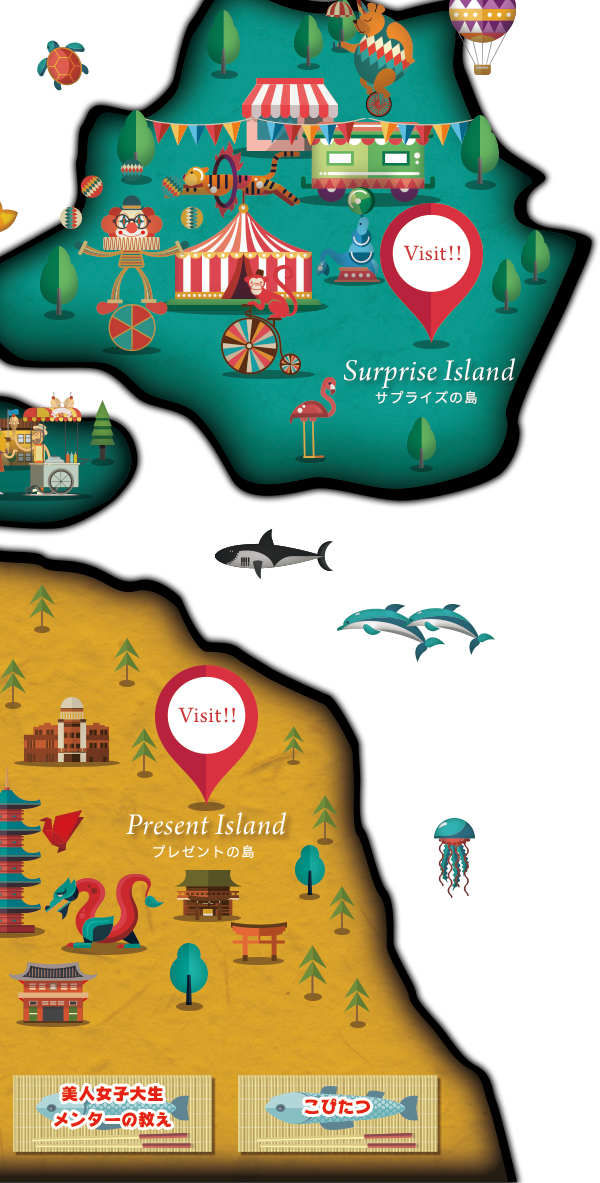 Visit!!
Surprise Island
サプライズの島
Visit!!
Present Island
プレゼントの島
美人女子大生
メンターの教え
こぴたつ